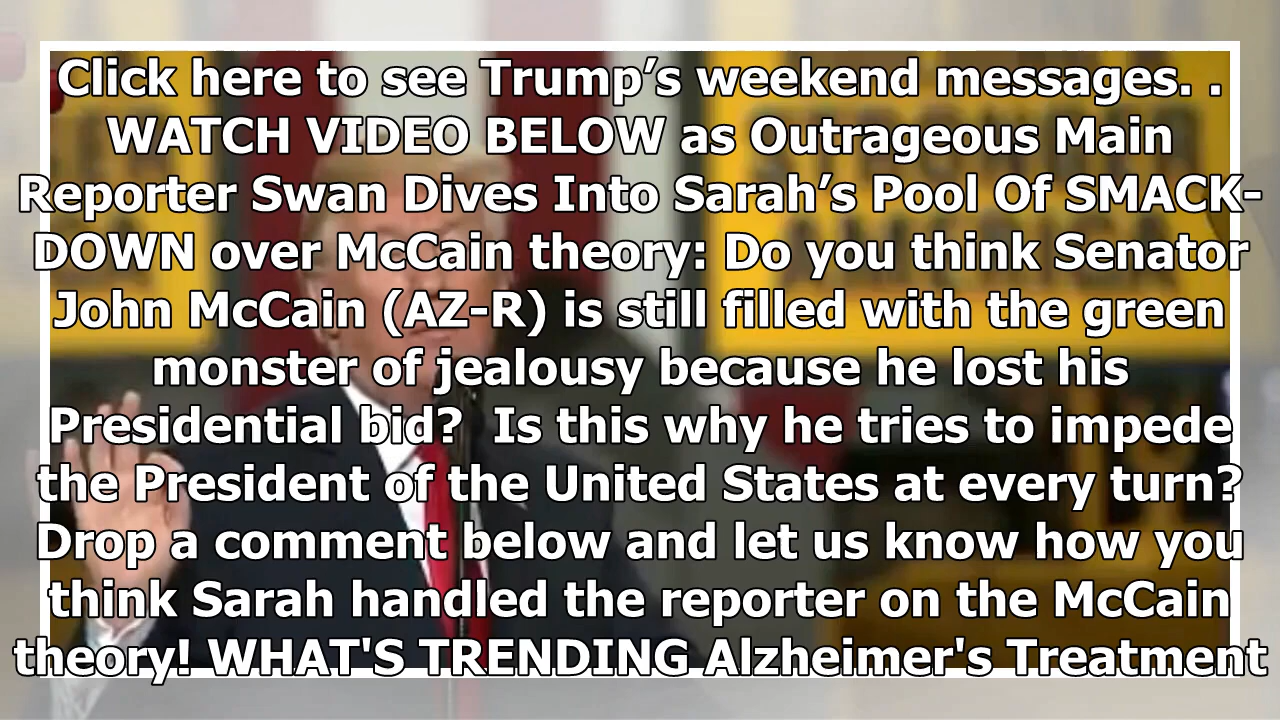 Click here to see Trump’s weekend messages. .
WATCH VIDEO BELOW as Outrageous Main
Reporter Swan Dives Into Sarah’s Pool Of SMACK-
DOWN over McCain theory: Do you think Senator
John McCain (AZ-R) is still filled with the green
monster of jealousy because he lost his
Presidential bid?  Is this why he tries to impede
the President of the United States at every turn?
Drop a comment below and let us know how you
think Sarah handled the reporter on the McCain
theory! WHAT'S TRENDING Alzheimer's Treatment